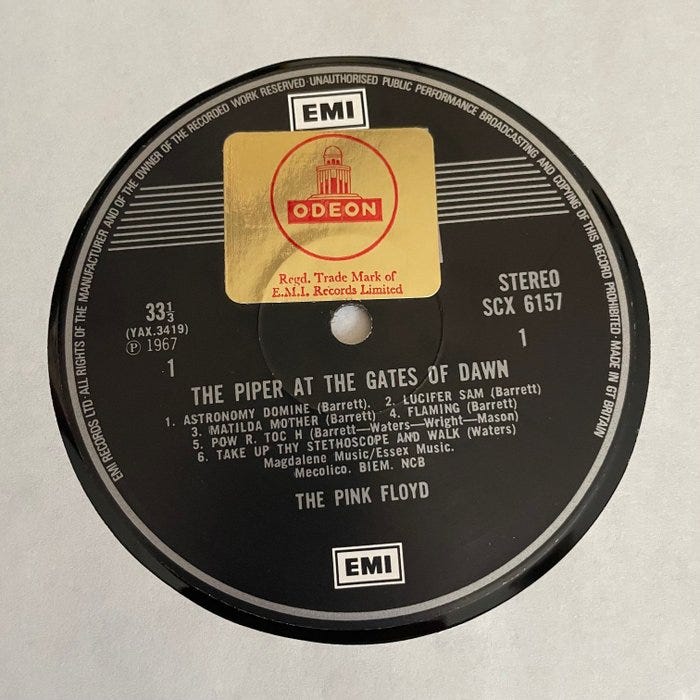 EMI RECORDS LTD · ALL RIGHTS OF THE MANUFACTURER AND OF THE OWNER OF THE RECORDED WORK RESERVED · UNAUTHORISED PUBLIC PERFORMANCE BROADCASTING AND COPYING OF THIS RECORD PROHIBITED · MADE IN GT BRITAIN
EMI
ODEON
Regd. Trade Mark of
E.M.I. Records Limited
33⅓
(YAX.3419)
Ⓟ 1967
1
STEREO
SCX 6157
1
THE PIPER AT THE GATES OF DAWN
1. ASTRONOMY DOMINE (Barrett). 2. LUCIFER SAM (Barrett)
3. MATILDA MOTHER (Barrett) 4. FLAMING (Barrett)
5. POW R. TOC H (Barrett—Waters—Wright—Mason)
6. TAKE UP THY STETHOSCOPE AND WALK (Waters)
Magdalene Music/Essex Music.
Mecolico. BIEM. NCB
THE PINK FLOYD
EMI